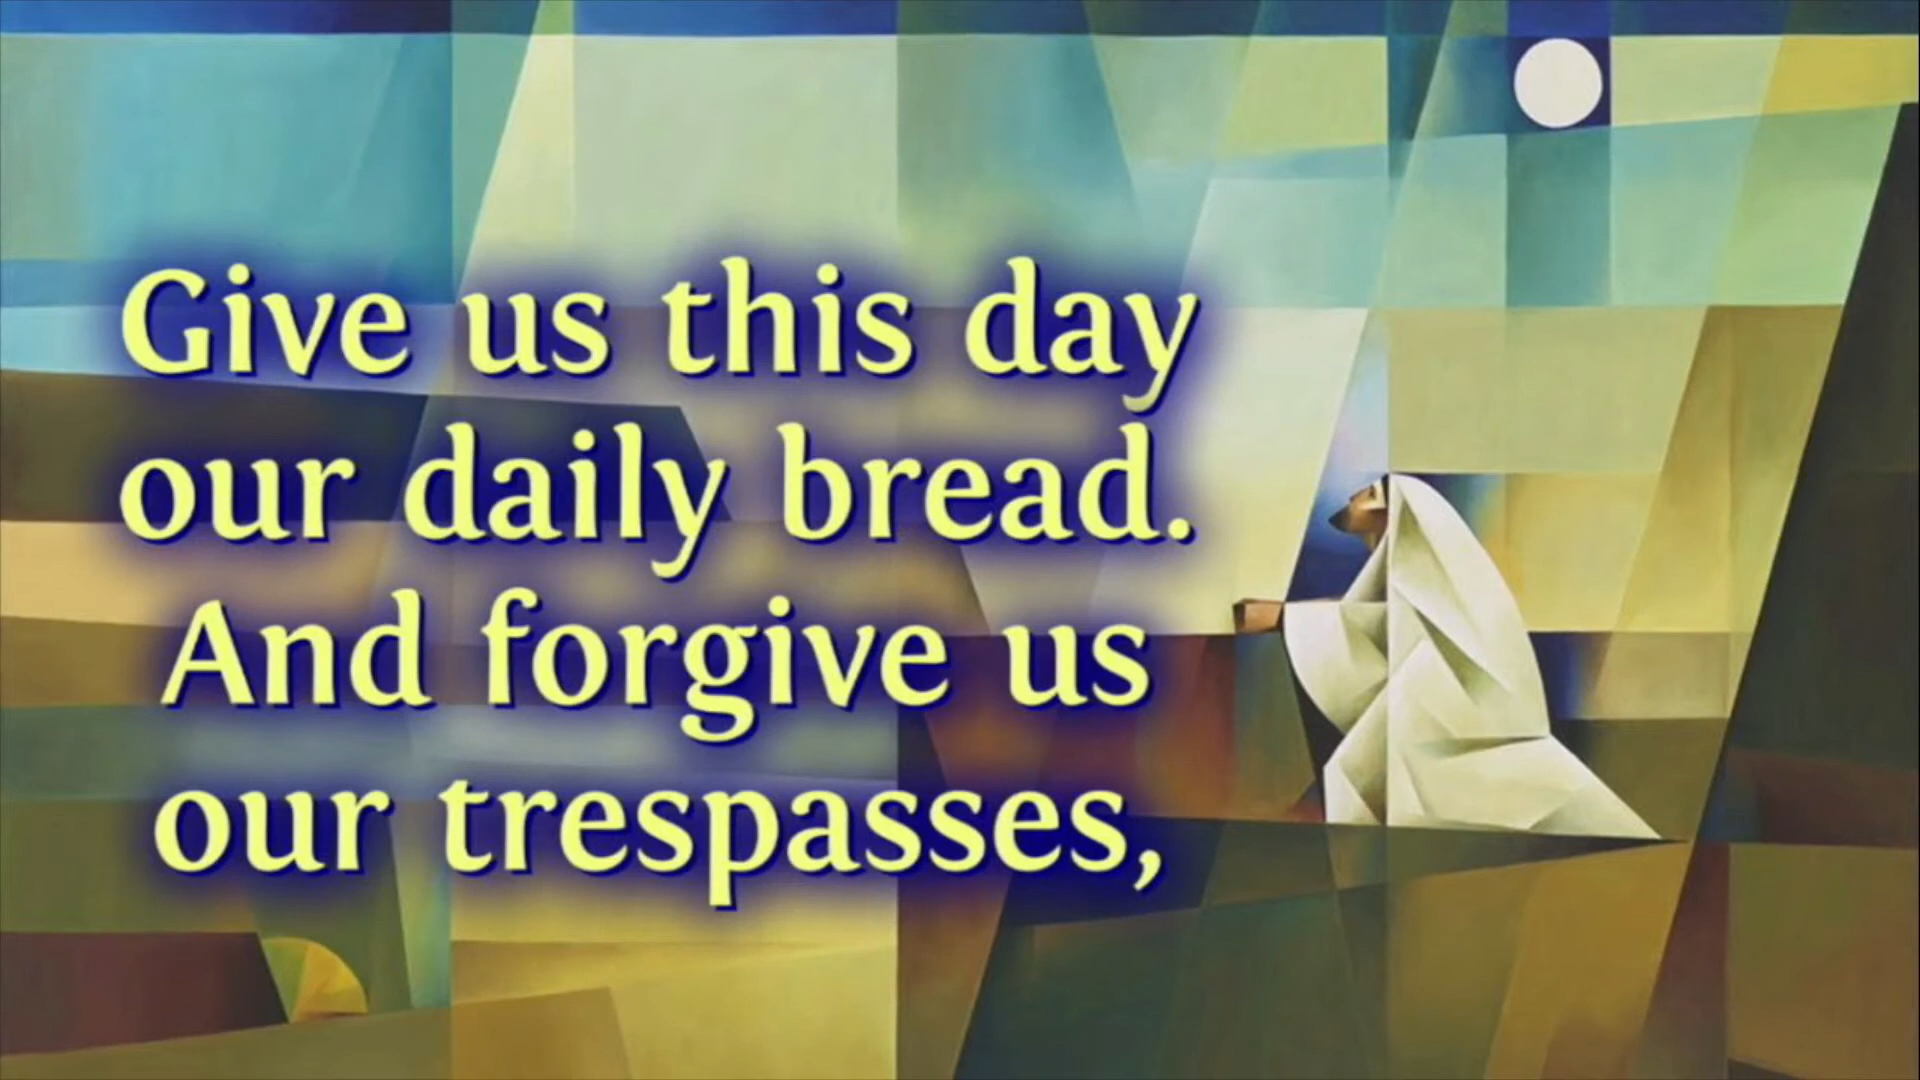 Give us this day
our daily bread.
And forgive us
our trespasses,